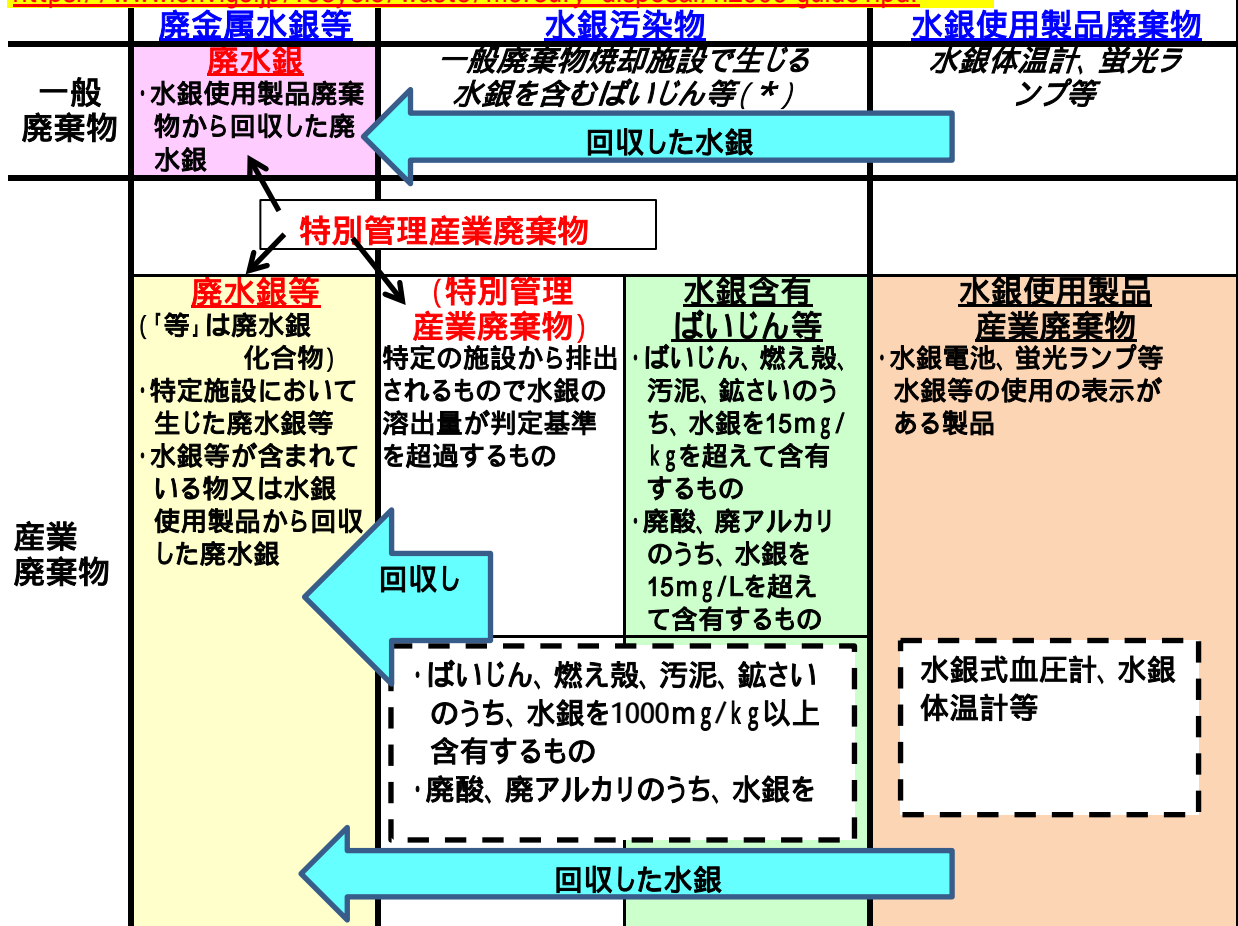 廃金属水銀等
水銀汚染物
水銀使用製品廃棄物
一般
廃棄物
廃水銀
・水銀使用製品廃棄
物から回収した廃
水銀
一般廃棄物焼却施設で生じる
水銀を含むばいじん等(＊)
水銀体温計、蛍光ラ
ンプ等
回収した水銀
特別管理産業廃棄物
産業
廃棄物
廃水銀等
(「等」は廃水銀
化合物)
・特定施設において
生じた廃水銀等
・水銀等が含まれて
いる物又は水銀
使用製品から回収
した廃水銀
(特別管理
産業廃棄物)
特定の施設から排出
されるもので水銀の
溶出量が判定基準
を超過するもの
水銀含有
ばいじん等
・ばいじん、燃え殻、
汚泥、鉱さいのう
ち、水銀を15mg/
kgを超えて含有
するもの
・廃酸、廃アルカリ
のうち、水銀を
15mg/Lを超え
て含有するもの
水銀使用製品
産業廃棄物
・水銀電池、蛍光ランプ等
水銀等の使用の表示が
ある製品
回収し
・ばいじん、燃え殻、汚泥、鉱さい
のうち、水銀を1000mg/kg以上
含有するもの
・廃酸、廃アルカリのうち、水銀を
水銀式血圧計、水銀
体温計等
回収した水銀